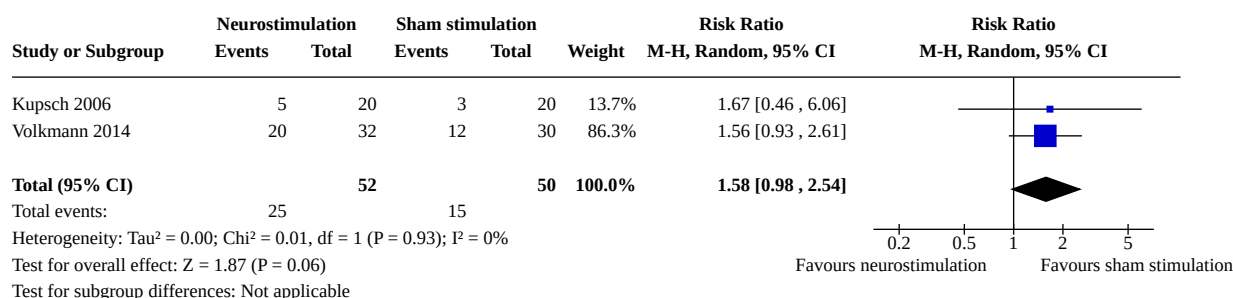 Neurostimulation Sham stimulation Risk Ratio Risk Ratio
Study or Subgroup Events Total Events Total Weight M-H, Random, 95% CI M-H, Random, 95% CI
Kupsch 2006 5 20 3 20 13.7% 1.67 [0.46 , 6.06]
Volkmann 2014 20 32 12 30 86.3% 1.56 [0.93 , 2.61]
Total (95% CI) 52 50 100.0% 1.58 [0.98 , 2.54]
Total events: 25 15
Heterogeneity: Tau² = 0.00; Chi² = 0.01, df = 1 (P = 0.93); I² = 0%
0.2 0.5 1 2 5
Test for overall effect: Z = 1.87 (P = 0.06) Favours neurostimulation Favours sham stimulation
Test for subgroup differences: Not applicable